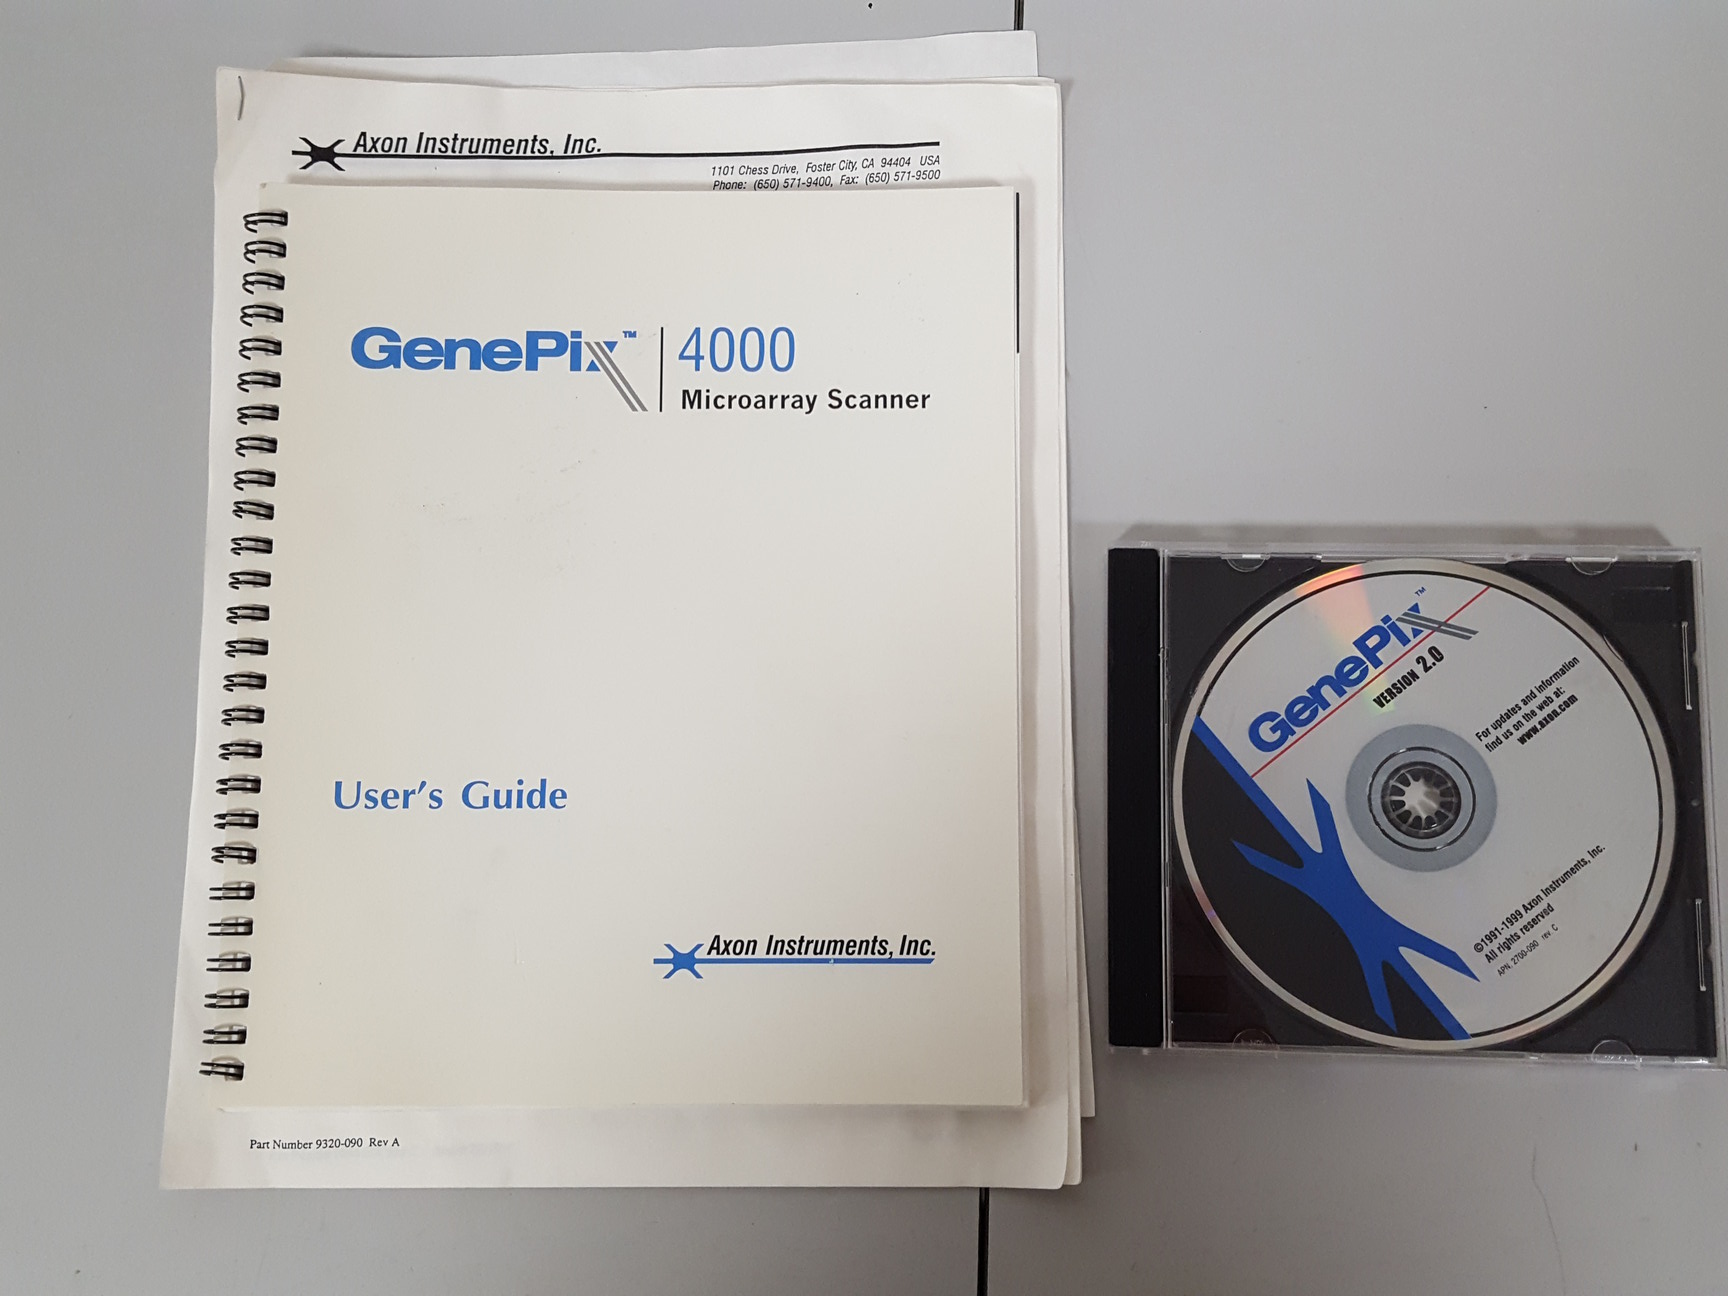 Axon Instruments, Inc.
1101 Chess Drive, Foster City, CA 94404 USA
Phone: (650) 571-9400, Fax: (650) 571-9500
GenePix™ 4000
Microarray Scanner
User's Guide
Axon Instruments, Inc.
Part Number 9320-090 Rev A
GenePix™
VERSION 2.0
For updates and information
find us on the web at:
www.axon.com
©1991-1999 Axon Instruments, Inc.
All rights reserved
APN, 2700-090 rev. C